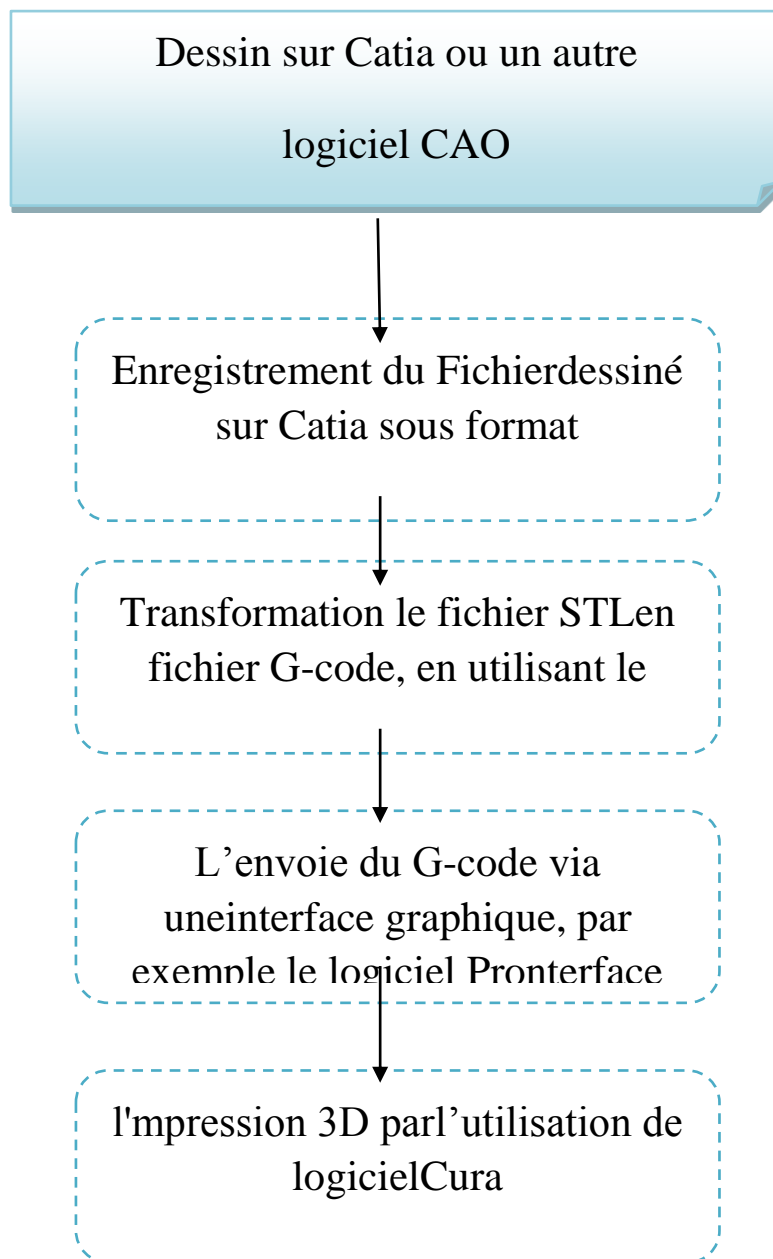 Dessin sur Catia ou un autre
logiciel CAO
Enregistrement du Fichierdessiné
sur Catia sous format
Transformation le fichier STLen
fichier G-code, en utilisant le
L’envoie du G-code via
uneinterface graphique, par
exemple le logiciel Pronterface
l'mpression 3D parl’utilisation de
logicielCura